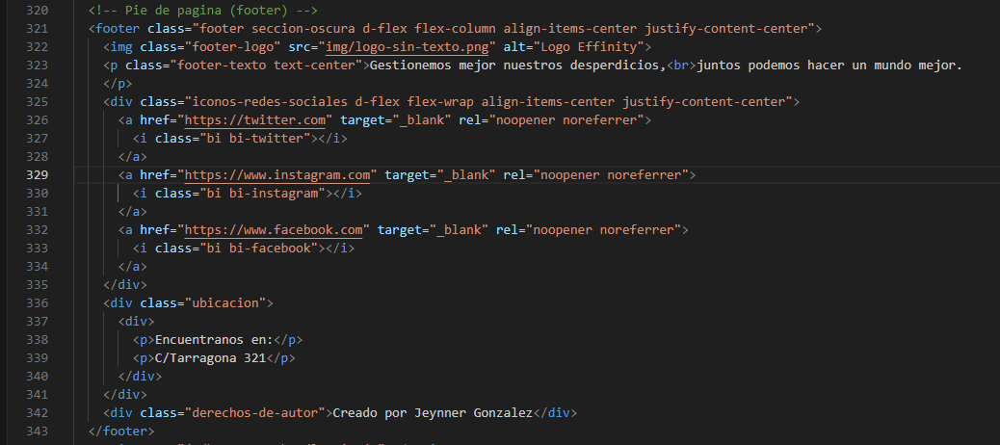 320 <!-- Pie de pagina (footer) -->
321 <footer class="footer seccion-oscura d-flex flex-column align-items-center justify-content-center">
322 <img class="footer-logo" src="img/logo-sin-texto.png" alt="Logo Effinity">
323 <p class="footer-texto text-center">Gestionemos mejor nuestros desperdicios,<br>juntos podemos hacer un mundo mejor.
324 </p>
325 <div class="iconos-redes-sociales d-flex flex-wrap align-items-center justify-content-center">
326 <a href="https://twitter.com" target="_blank" rel="noopener noreferrer">
327 <i class="bi bi-twitter"></i>
328 </a>
329 <a href="https://www.instagram.com" target="_blank" rel="noopener noreferrer">
330 <i class="bi bi-instagram"></i>
331 </a>
332 <a href="https://www.facebook.com" target="_blank" rel="noopener noreferrer">
333 <i class="bi bi-facebook"></i>
334 </a>
335 </div>
336 <div class="ubicacion">
337 <div>
338 <p>Encuentranos en:</p>
339 <p>C/Tarragona 321</p>
340 </div>
341 </div>
342 <div class="derechos-de-autor">Creado por Jeynner Gonzalez</div>
343 </footer>